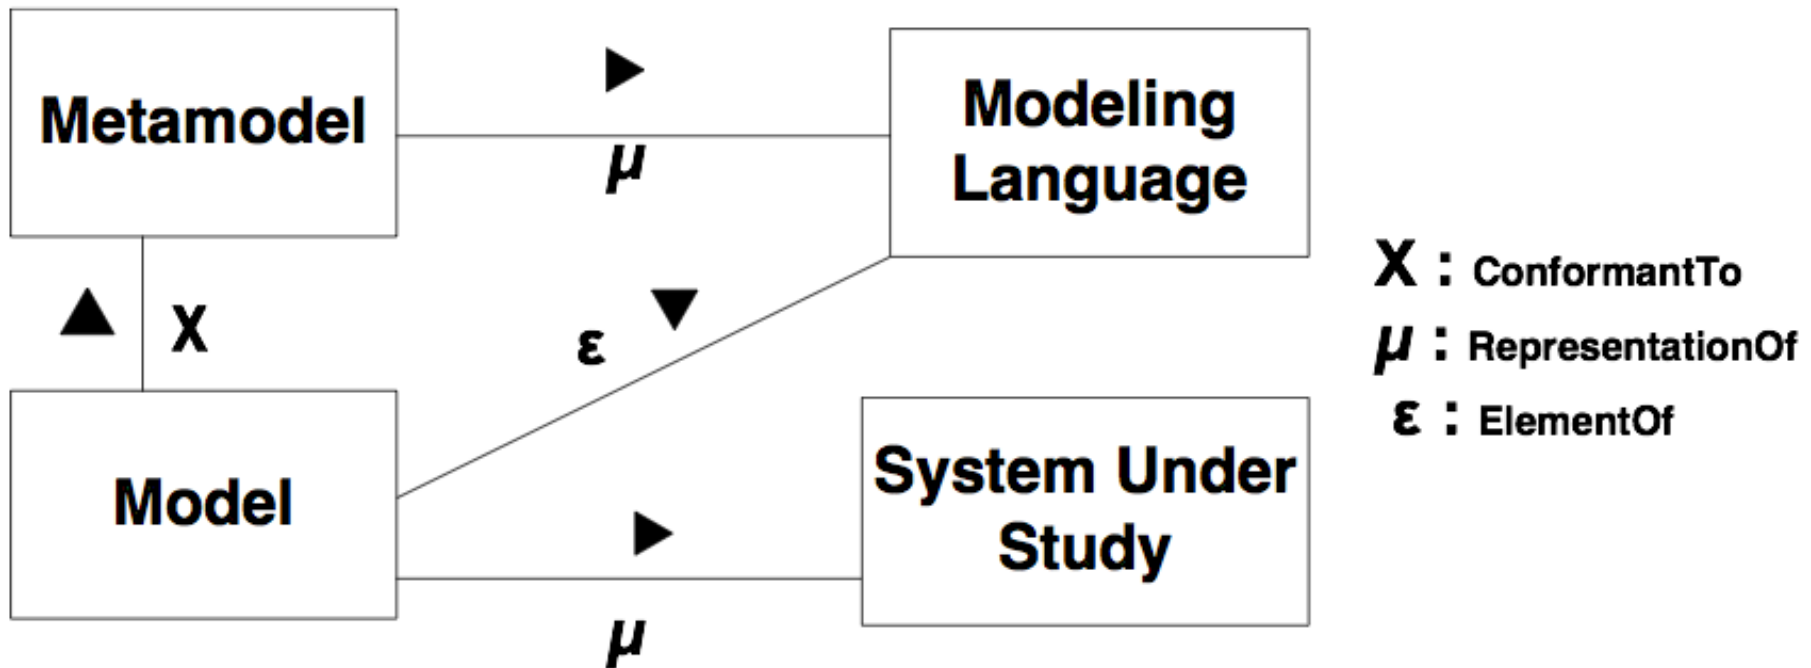 Metamodel
μ
Modeling
Language
X
ε
Model
μ
System Under
Study
X : ConformantTo
μ : RepresentationOf
ε : ElementOf